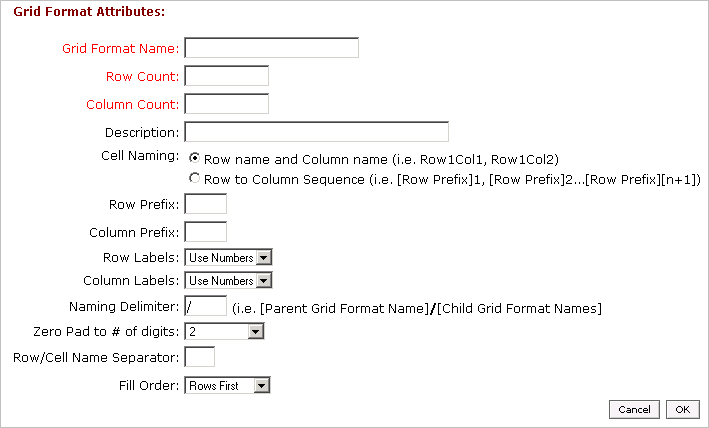 Grid Format Attributes:
Grid Format Name:
Row Count:
Column Count:
Description:
Cell Naming: Row name and Column name (i.e. Row1Col1, Row1Col2)
Row to Column Sequence (i.e. [Row Prefix]1, [Row Prefix]2...[Row Prefix][n+1])
Row Prefix:
Column Prefix:
Row Labels: Use Numbers
Column Labels: Use Numbers
Naming Delimiter: / (i.e. [Parent Grid Format Name]/[Child Grid Format Names]
Zero Pad to # of digits: 2
Row/Cell Name Separator:
Fill Order: Rows First
Cancel OK